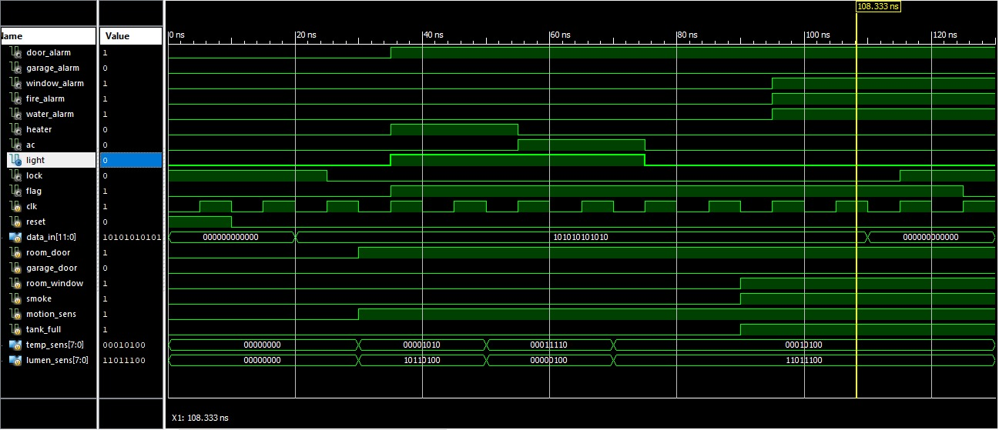 108.333 ns
Name Value 0 ns 20 ns 40 ns 60 ns 80 ns 100 ns 120 ns
door_alarm 1
garage_alarm 0
window_alarm 1
fire_alarm 1
water_alarm 1
heater 0
ac 0
light 0
lock 0
flag 1
clk 1
reset 0
data_in[11:0] 10101010101 000000000000 101010101010 000000000000
room_door 1
garage_door 0
room_window 1
smoke 1
motion_sens 1
tank_full 1
temp_sens[7:0] 00010100 00000000 00001010 00011110 00010100
lumen_sens[7:0] 11011100 00000000 10110100 00000100 11011100
X1: 108.333 ns